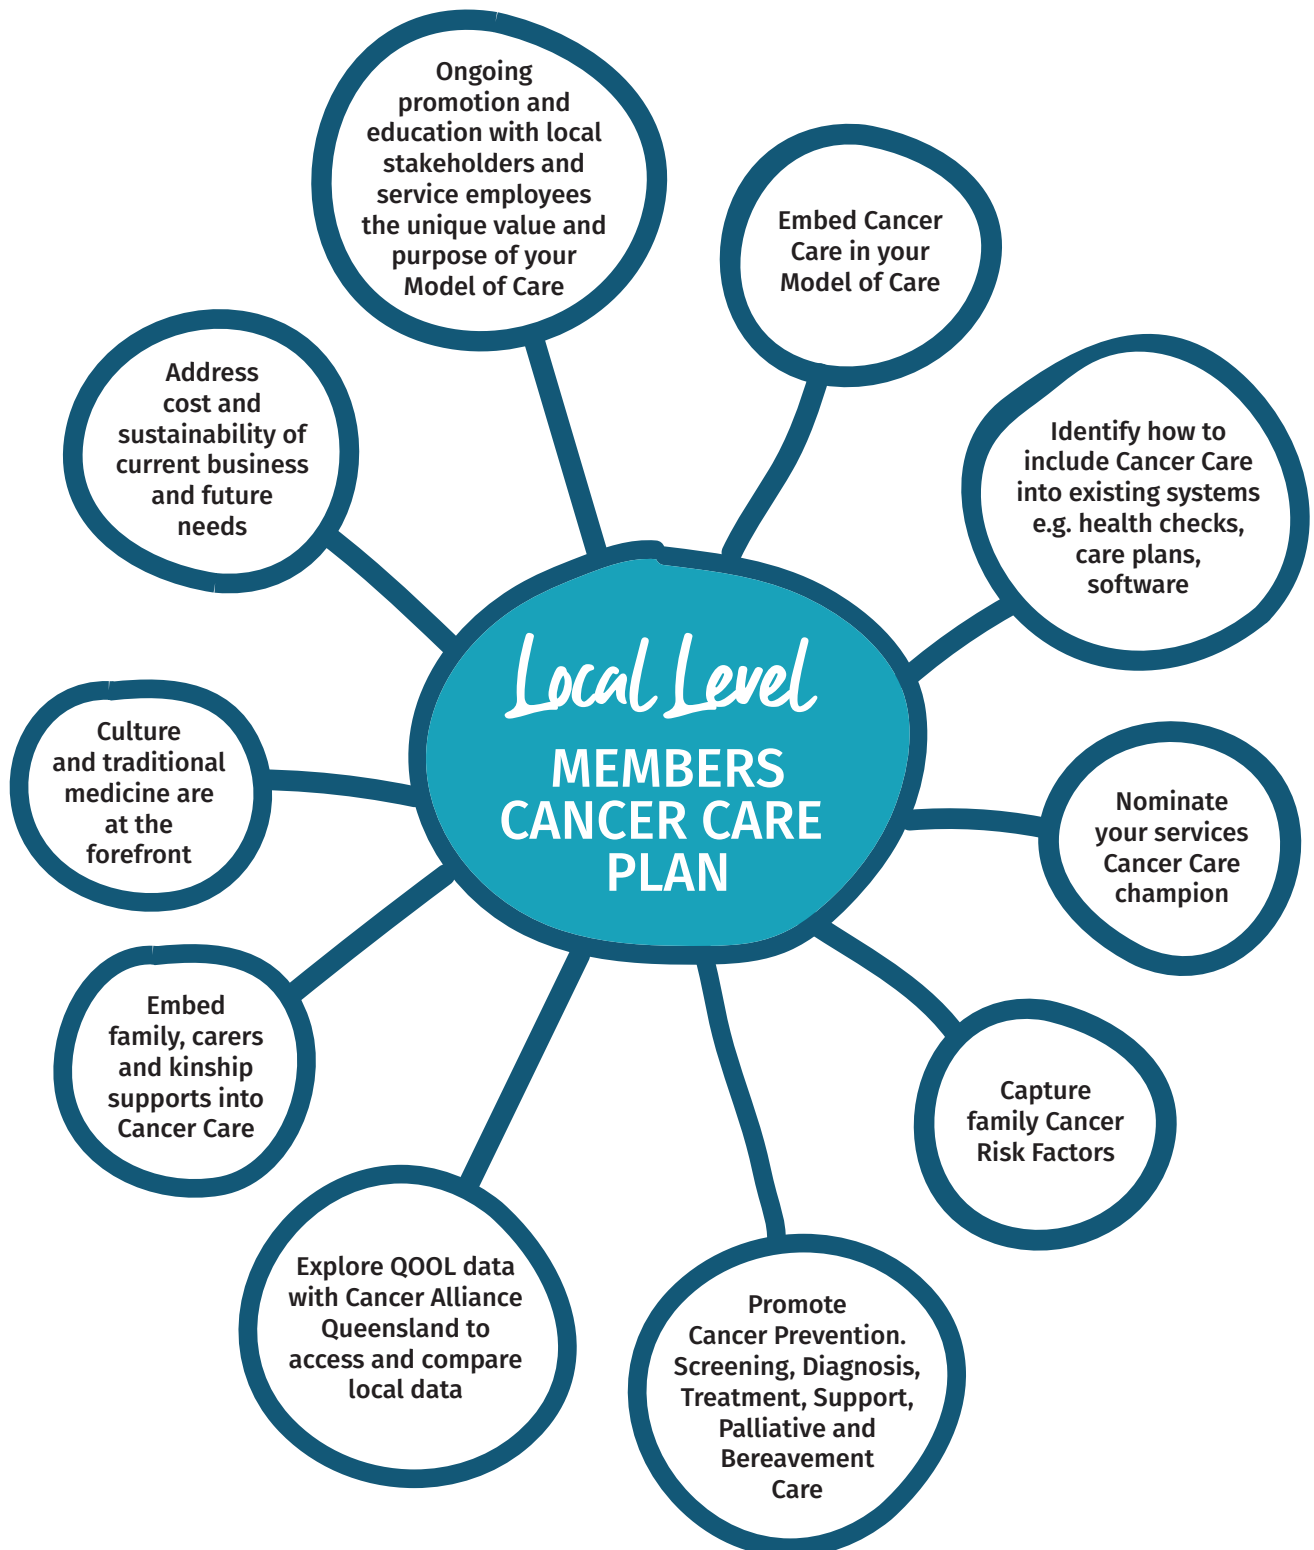 Ongoing
promotion and
education with local
stakeholders and
service employees
the unique value and
purpose of your
Model of Care
Embed Cancer
Care in your
Model of Care
Address
cost and
sustainability of
current business
and future
needs
Identify how to
include Cancer Care
into existing systems
e.g. health checks,
care plans,
software
Local Level
MEMBERS
CANCER CARE
PLAN
Culture
and traditional
medicine are
at the
forefront
Nominate
your services
Cancer Care
champion
Embed
family, carers
and kinship
supports into
Cancer Care
Capture
family Cancer
Risk Factors
Explore QOOL data
with Cancer Alliance
Queensland to
access and compare
local data
Promote
Cancer Prevention.
Screening, Diagnosis,
Treatment, Support,
Palliative and
Bereavement
Care